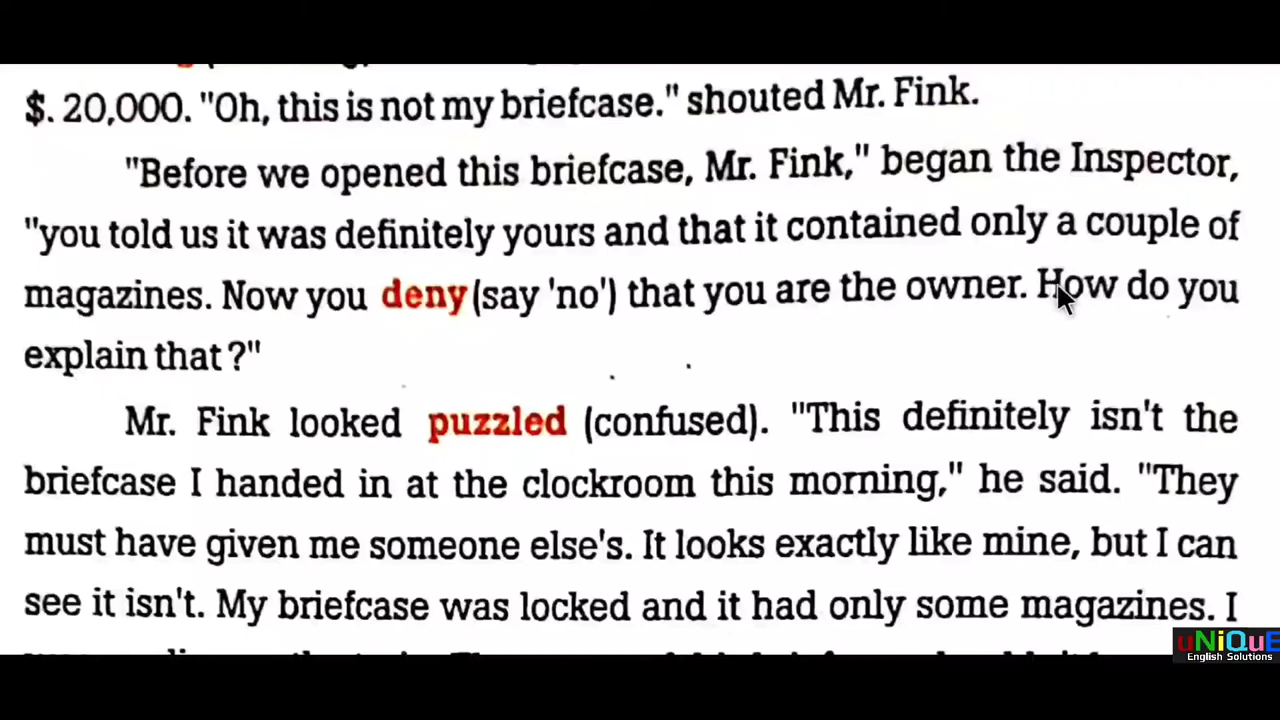 $. 20,000. "Oh, this is not my briefcase." shouted Mr. Fink.
"Before we opened this briefcase, Mr. Fink," began the Inspector,
"you told us it was definitely yours and that it contained only a couple of
magazines. Now you deny (say 'no') that you are the owner. How do you
explain that ?"
Mr. Fink looked puzzled (confused). "This definitely isn't the
briefcase I handed in at the clockroom this morning," he said. "They
must have given me someone else's. It looks exactly like mine, but I can
see it isn't. My briefcase was locked and it had only some magazines. I
uNiQuE
English Solutions